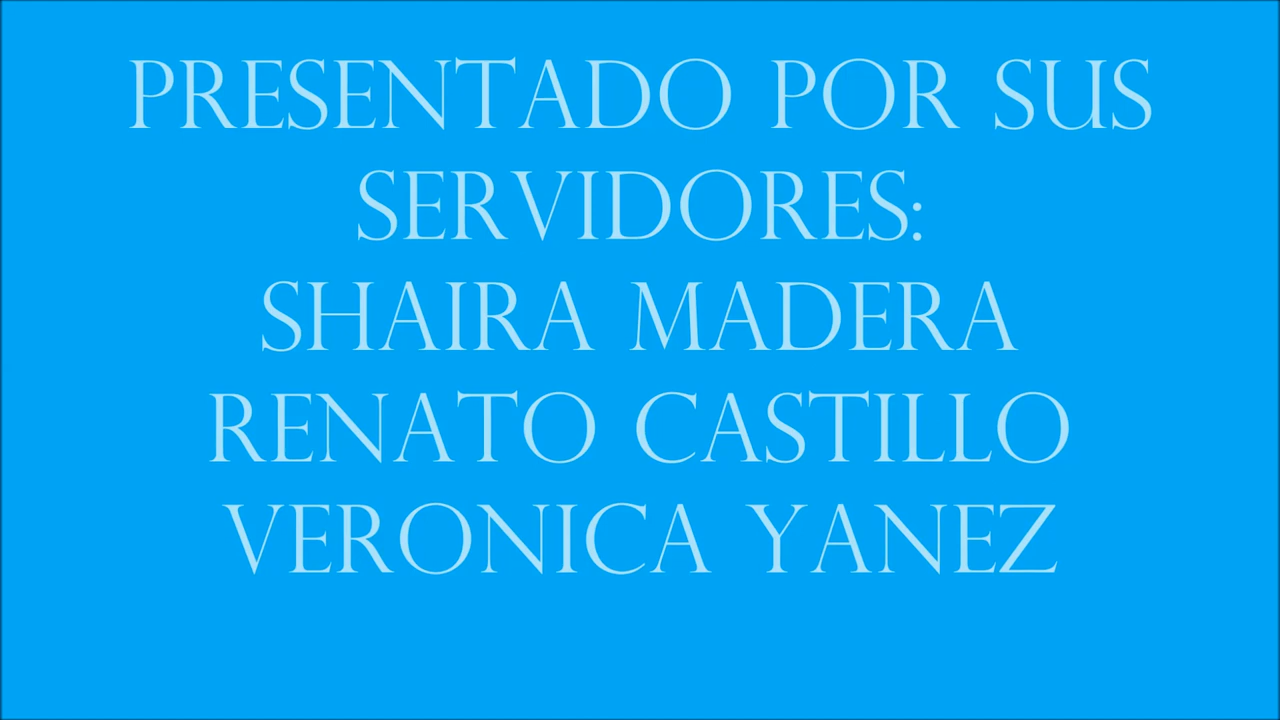 PRESENTADO POR SUS
SERVIDORES:
SHAIRA MADERA
RENATO CASTILLO
VERONICA YANEZ